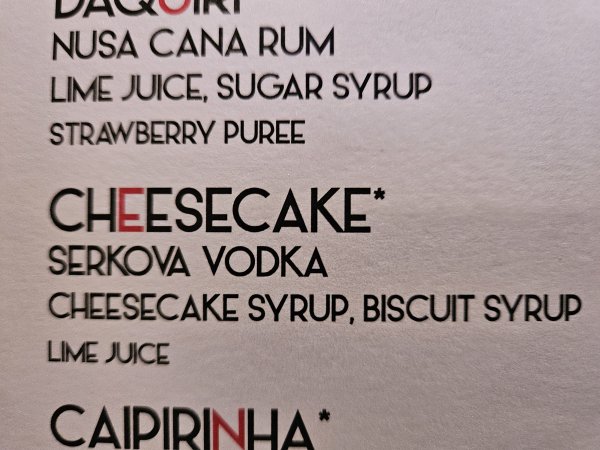 DAQUIRI
NUSA CANA RUM
LIME JUICE, SUGAR SYRUP
STRAWBERRY PUREE
CHEESECAKE*
SERKOVA VODKA
CHEESECAKE SYRUP, BISCUIT SYRUP
LIME JUICE
CAIPIRINHA*